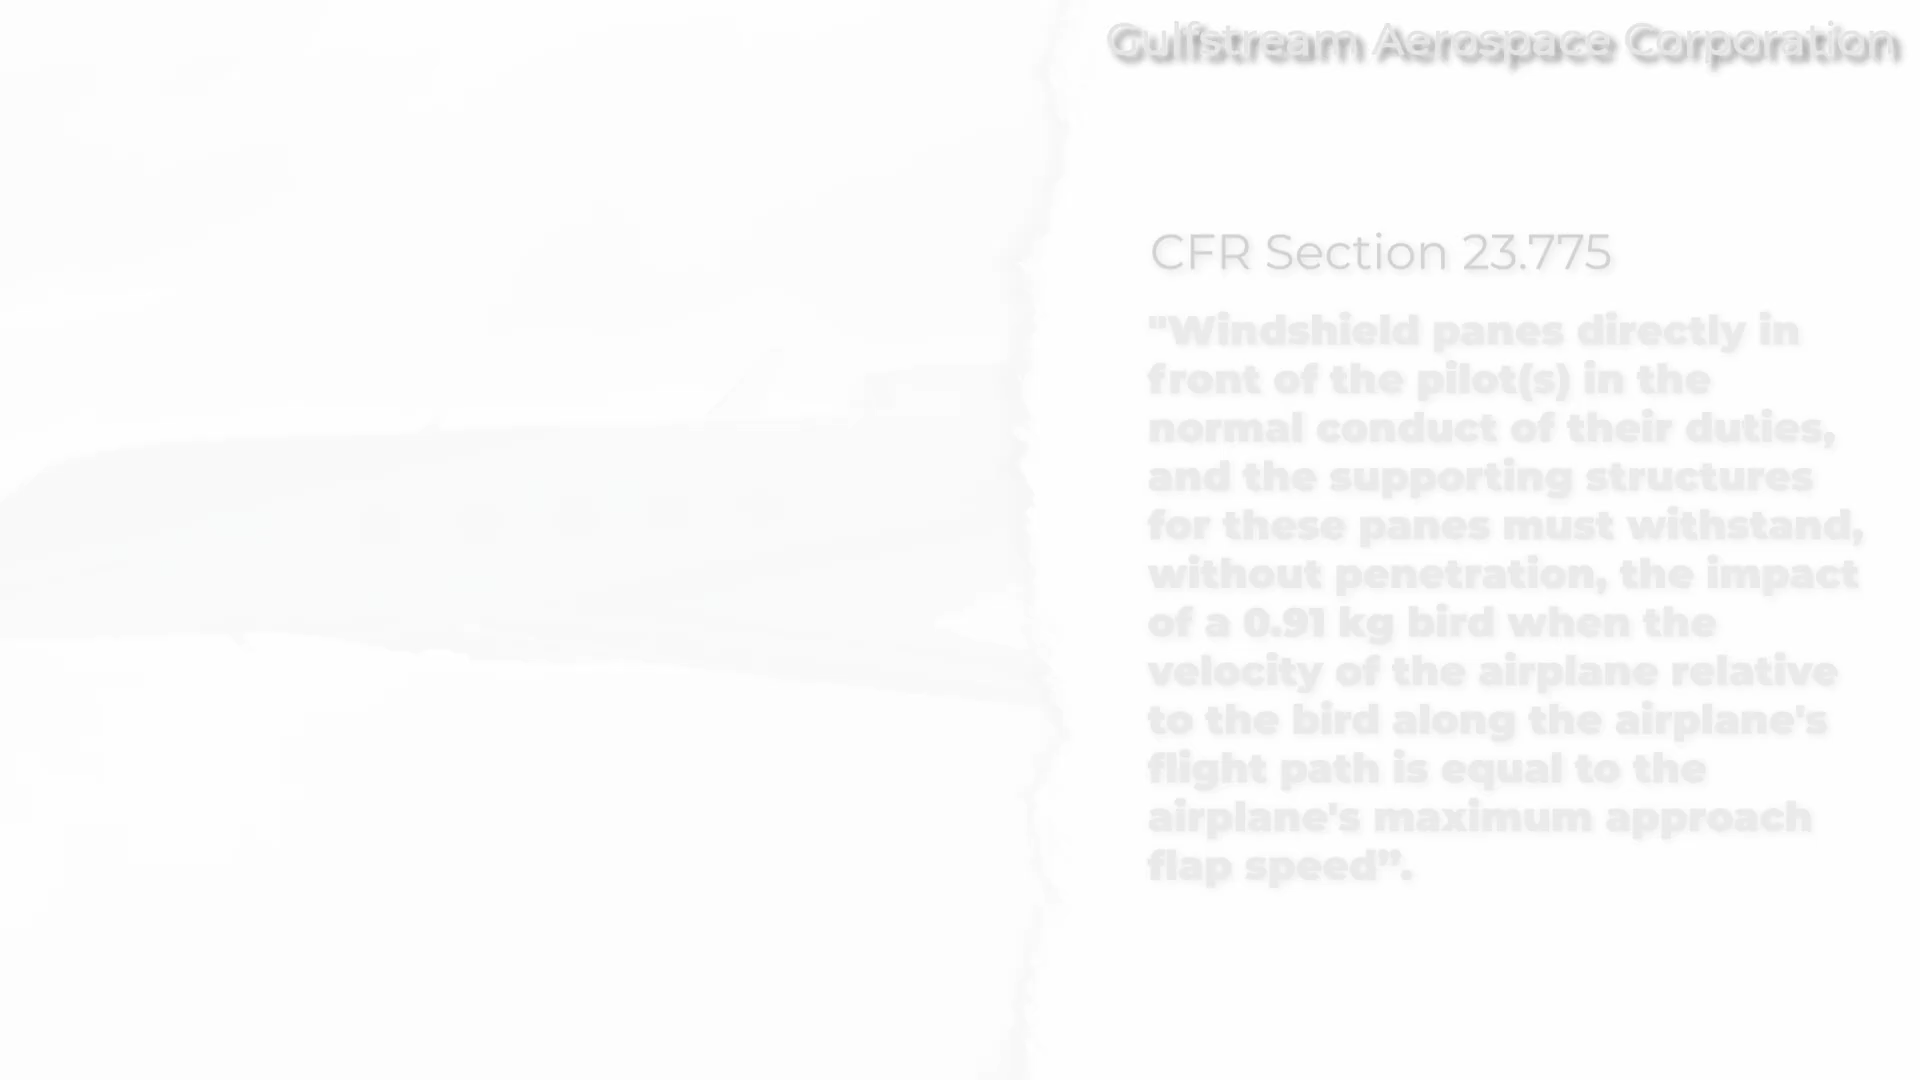 Gulfstream Aerospace Corporation
CFR Section 23.775
"Windshield panes directly in
front of the pilot(s) in the
normal conduct of their duties,
and the supporting structures
for these panes must withstand,
without penetration, the impact
of a 0.91 kg bird when the
velocity of the airplane relative
to the bird along the airplane's
flight path is equal to the
airplane's maximum approach
flap speed”.